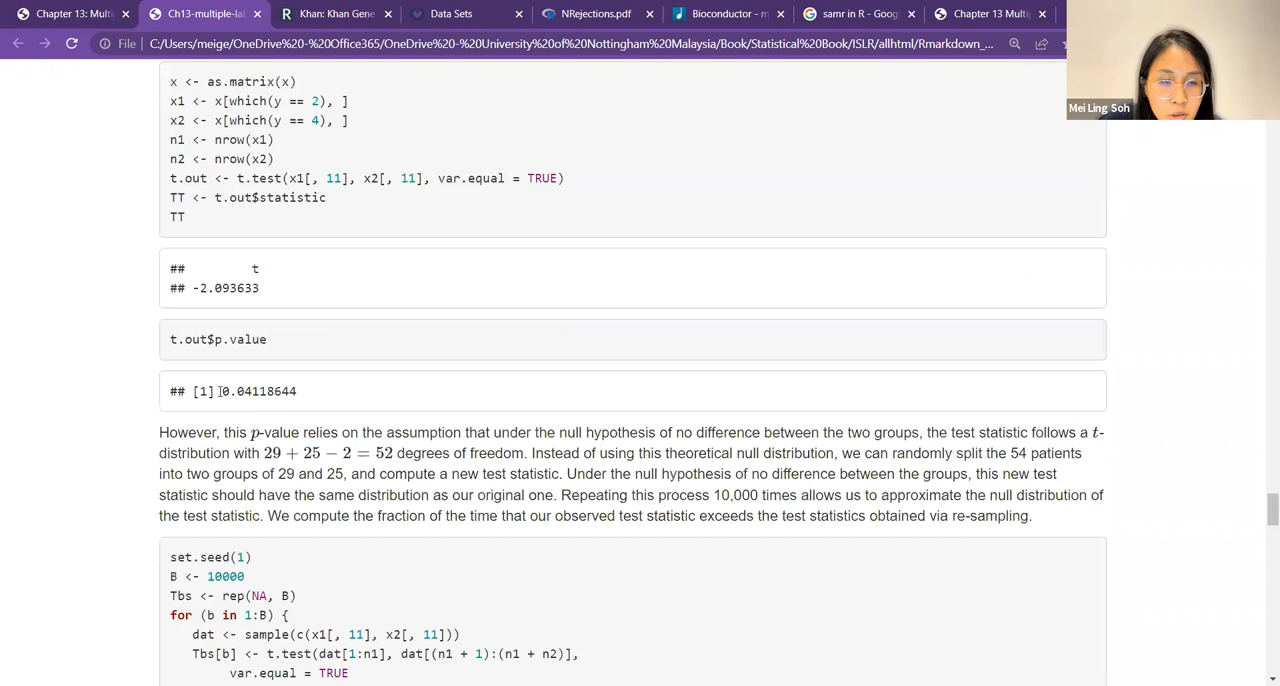 Chapter 13: Multip
Ch13-multiple-lab
Khan: Khan Gene
Data Sets
NRejections.pdf
Bioconductor - m
samr in R - Goog
Chapter 13 Multi
File
C:/Users/meige/OneDrive%20-%20Office365/OneDrive%20-%20University%20of%20Nottingham%20Malaysia/Book/Statistical%20Book/ISLR/allhtml/Rmarkdown_...
Mei Ling Soh
x <- as.matrix(x)
x1 <- x[which(y == 2), ]
x2 <- x[which(y == 4), ]
n1 <- nrow(x1)
n2 <- nrow(x2)
t.out <- t.test(x1[, 11], x2[, 11], var.equal = TRUE)
TT <- t.out$statistic
TT
## t
## -2.093633
t.out$p.value
## [1] 0.04118644
However, this p-value relies on the assumption that under the null hypothesis of no difference between the two groups, the test statistic follows a t-
distribution with 29 + 25 − 2 = 52 degrees of freedom. Instead of using this theoretical null distribution, we can randomly split the 54 patients
into two groups of 29 and 25, and compute a new test statistic. Under the null hypothesis of no difference between the groups, this new test
statistic should have the same distribution as our original one. Repeating this process 10,000 times allows us to approximate the null distribution of
the test statistic. We compute the fraction of the time that our observed test statistic exceeds the test statistics obtained via re-sampling.
set.seed(1)
B <- 10000
Tbs <- rep(NA, B)
for (b in 1:B) {
dat <- sample(c(x1[, 11], x2[, 11]))
Tbs[b] <- t.test(dat[1:n1], dat[(n1 + 1):(n1 + n2)],
var.equal = TRUE